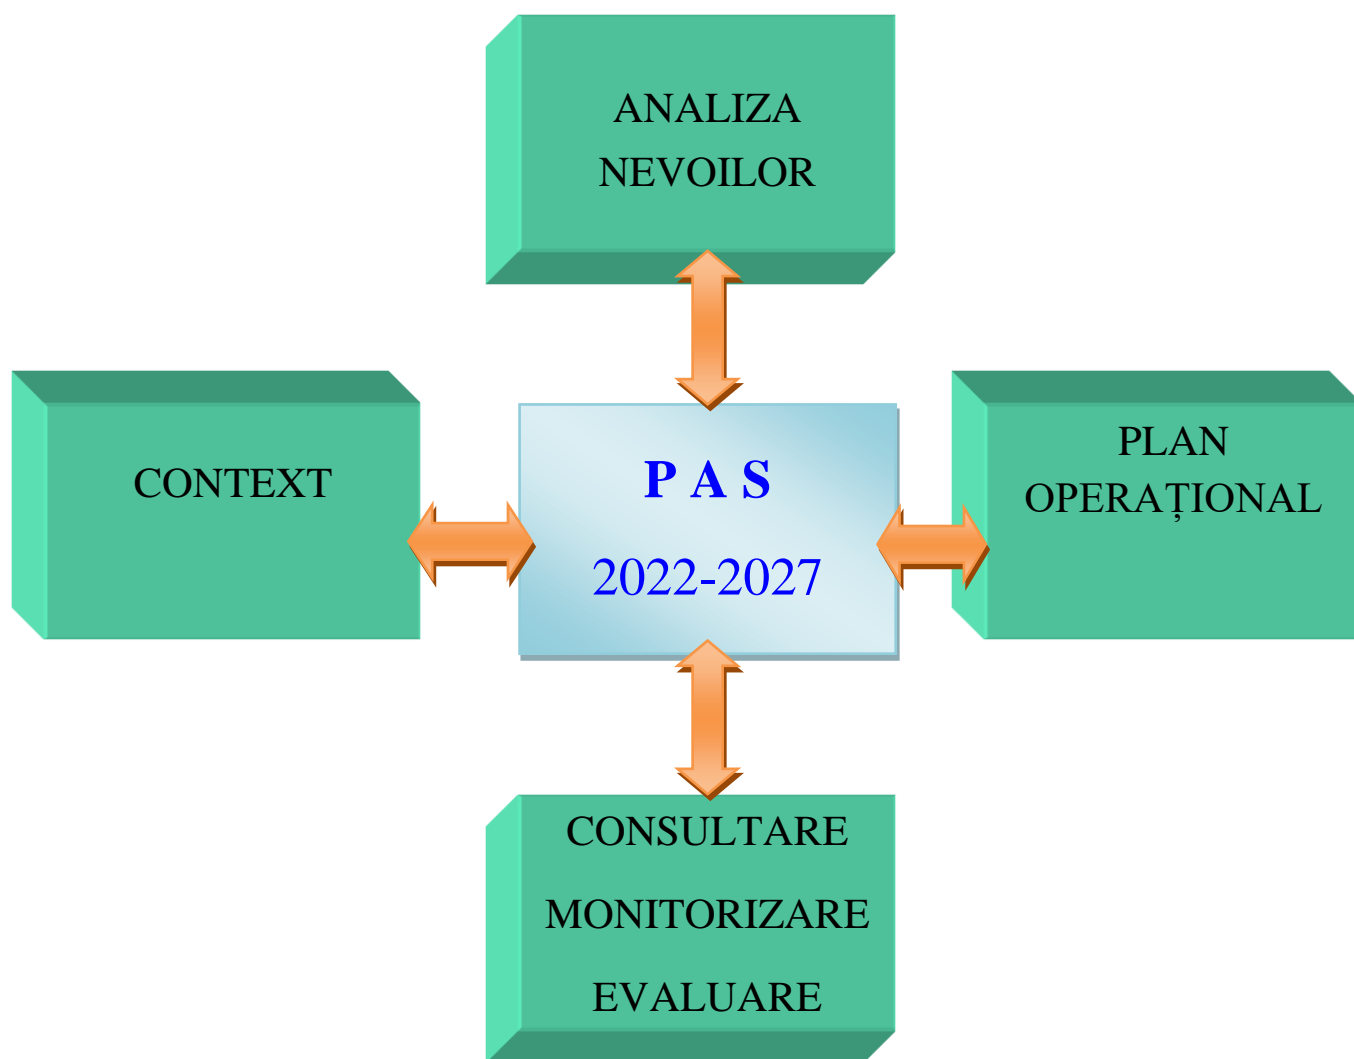 ANALIZA
NEVOILOR
CONTEXT
P A S
2022-2027
PLAN
OPERAȚIONAL
CONSULTARE
MONITORIZARE
EVALUARE